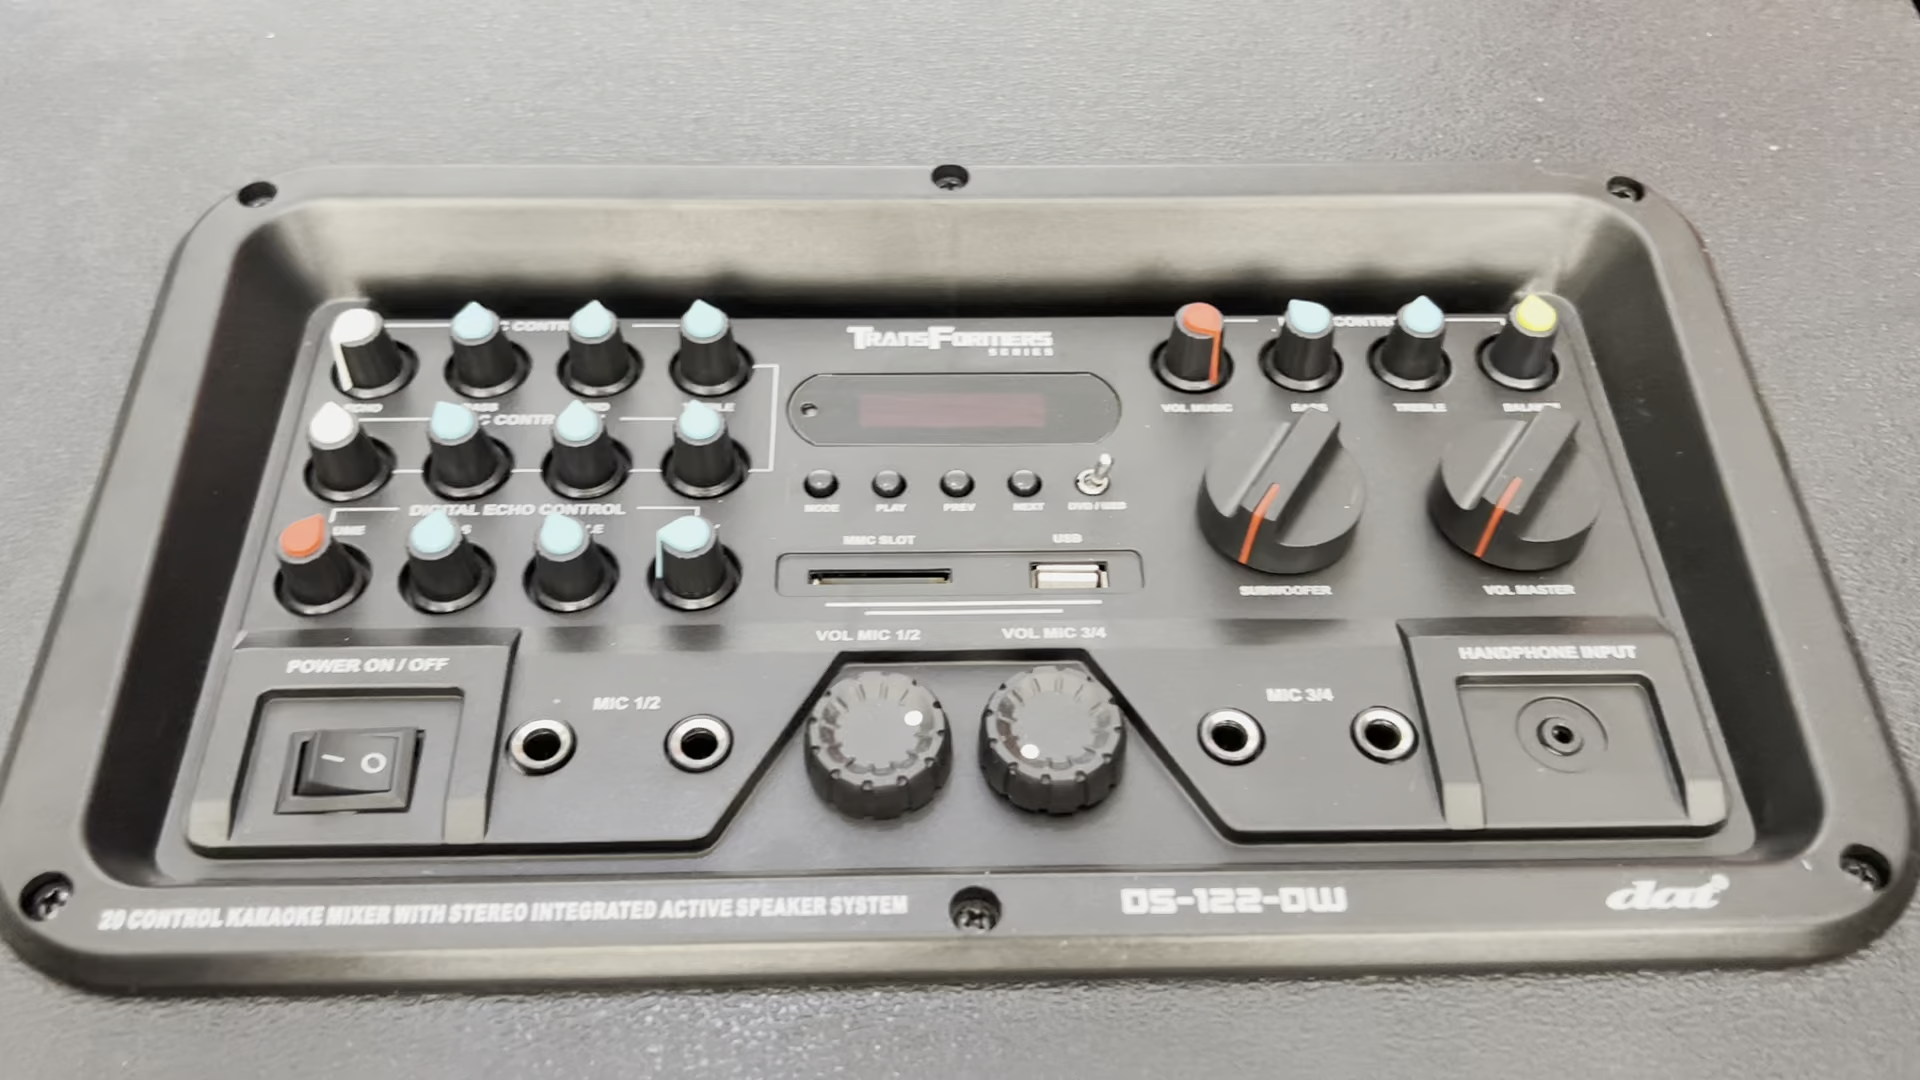 TRANSFORMERS
SERIES
VOL MUSIC
TREBLE
MODE
PLAY
PREV
NEXT
DVD / USB
DIGITAL ECHO CONTROL
MMC SLOT
USB
SUBWOOFER
VOL MASTER
VOL MIC 1/2
VOL MIC 3/4
POWER ON / OFF
HANDPHONE INPUT
MIC 1/2
MIC 3/4
20 CONTROL KARAOKE MIXER WITH STEREO INTEGRATED ACTIVE SPEAKER SYSTEM
DS-122-DW
dat